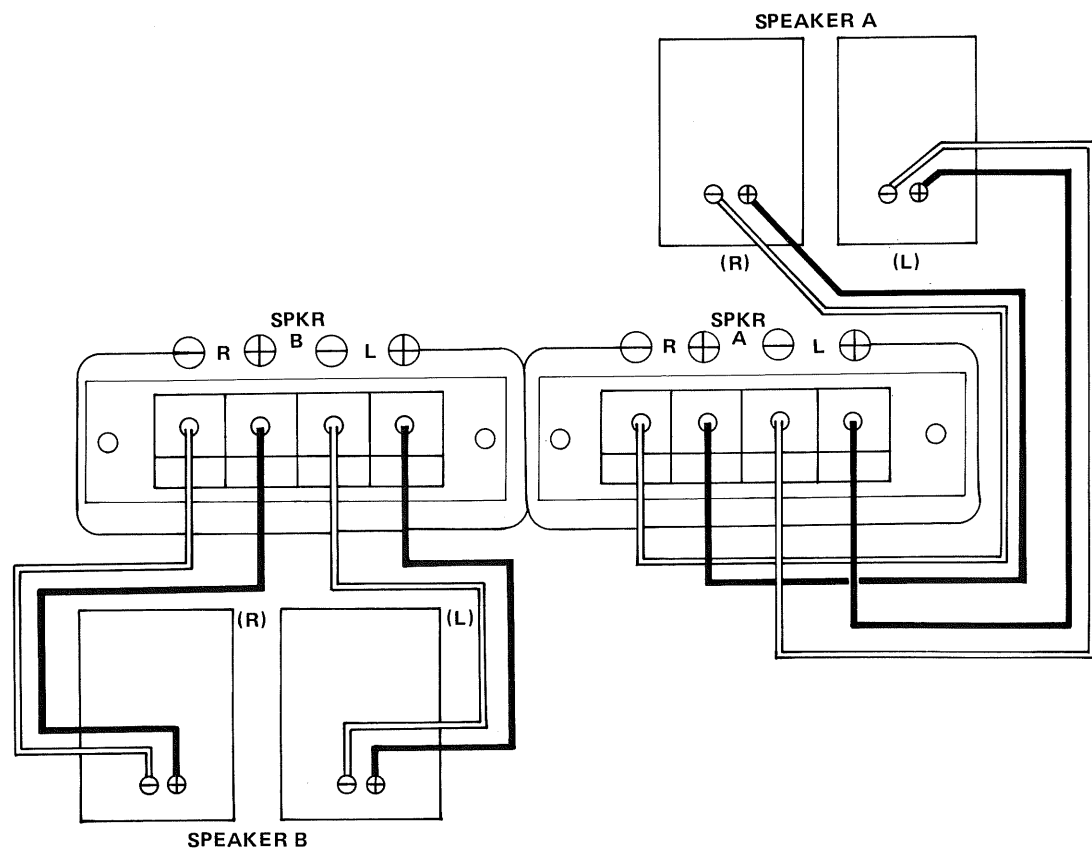 SPEAKER A
(R)
(L)
SPKR
B
R
L
SPKR
A
R
L
(R)
(L)
SPEAKER B